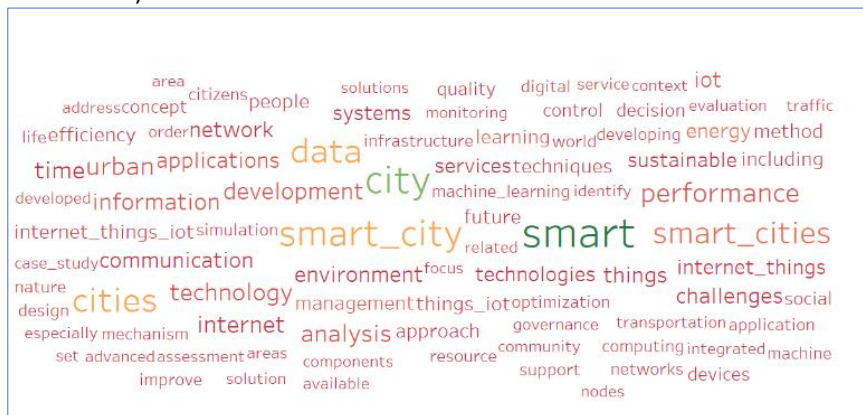 area citizens people solutions quality digital service context iot
address concept systems monitoring control decision evaluation traffic
life efficiency order network infrastructure learning world developing energy method
time urban applications data services techniques sustainable including
developed information development city machine_learning identify performance
internet_things_iot simulation smart_city future related smart smart_cities
case_study communication environment focus technologies things internet_things
nature cities technology management things_iot optimization challenges social
design internet analysis approach governance transportation application
especially mechanism components resource community computing integrated machine
set advanced assessment areas available support networks devices
improve solution nodes